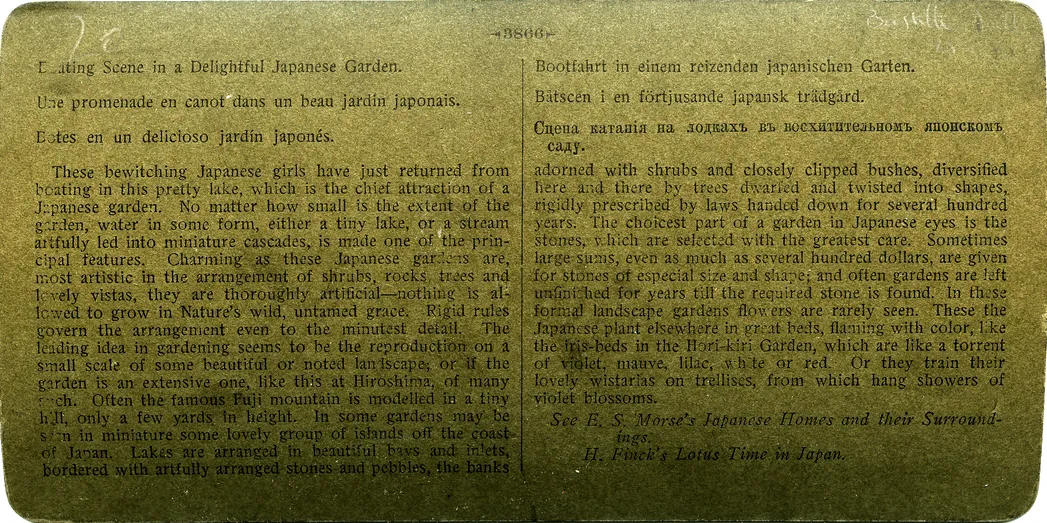 3866
Boating Scene in a Delightful Japanese Garden.
Une promenade en canot dans un beau jardin japonais.
Botes en un delicioso jardin japonés.
These bewitching Japanese girls have just returned from
boating in this pretty lake, which is the chief attraction of a
Japanese garden. No matter how small is the extent of the
garden, water in some form, either a tiny lake, or a stream
artfully led into miniature cascades, is made one of the prin-
cipal features. Charming as these Japanese gardens are,
most artistic in the arrangement of shrubs, rocks, trees and
lovely vistas, they are thoroughly artificial—nothing is al-
lowed to grow in Nature's wild, untamed grace. Rigid rules
govern the arrangement even to the minutest detail. The
leading idea in gardening seems to be the reproduction on a
small scale of some beautiful or noted landscape, or if the
garden is an extensive one, like this at Hiroshima, of many
such. Often the famous Fuji mountain is modelled in a tiny
hill, only a few yards in height. In some gardens may be
seen in miniature some lovely group of islands off the coast
of Japan. Lakes are arranged in beautiful bays and inlets,
bordered with artfully arranged stones and pebbles, the banks
Bootfahrt in einem reizenden japanischen Garten.
Båtscen i en förtjusande japansk trädgård.
Сцена катанія на лодкахъ въ восхитительномъ японскомъ
саду.
adorned with shrubs and closely clipped bushes, diversified
here and there by trees dwarfed and twisted into shapes,
rigidly prescribed by laws handed down for several hundred
years. The choicest part of a garden in Japanese eyes is the
stones, which are selected with the greatest care. Sometimes
large sums, even as much as several hundred dollars, are given
for stones of especial size and shape; and often gardens are left
unfinished for years till the required stone is found. In these
formal landscape gardens flowers are rarely seen. These the
Japanese plant elsewhere in great beds, flaming with color, like
the iris-beds in the Hori-kiri Garden, which are like a torrent
of violet, mauve, lilac, white or red. Or they train their
lovely wistarias on trellises, from which hang showers of
violet blossoms.
See E. S. Morse's Japanese Homes and their Surround-
ings.
H. Finck's Lotus Time in Japan.